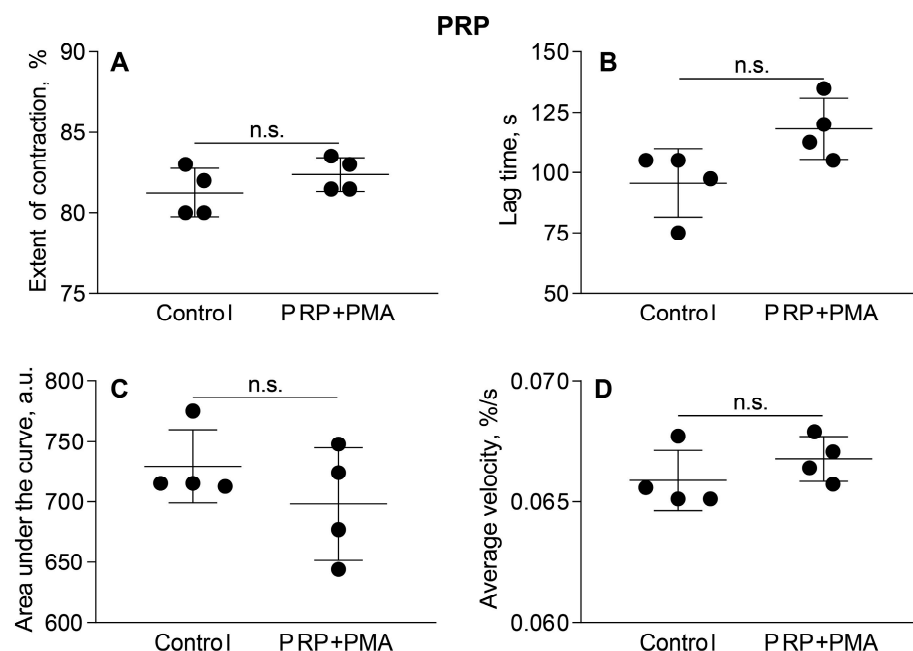 PRP
A
Extent of contraction, %
90
85
80
75
n.s.
Control
PRP+PMA
B
Lag time, s
150
125
100
75
50
n.s.
Control
PRP+PMA
C
Area under the curve, a.u.
800
750
700
650
600
n.s.
Control
PRP+PMA
D
Average velocity, %/s
0.070
0.065
0.060
n.s.
Control
PRP+PMA